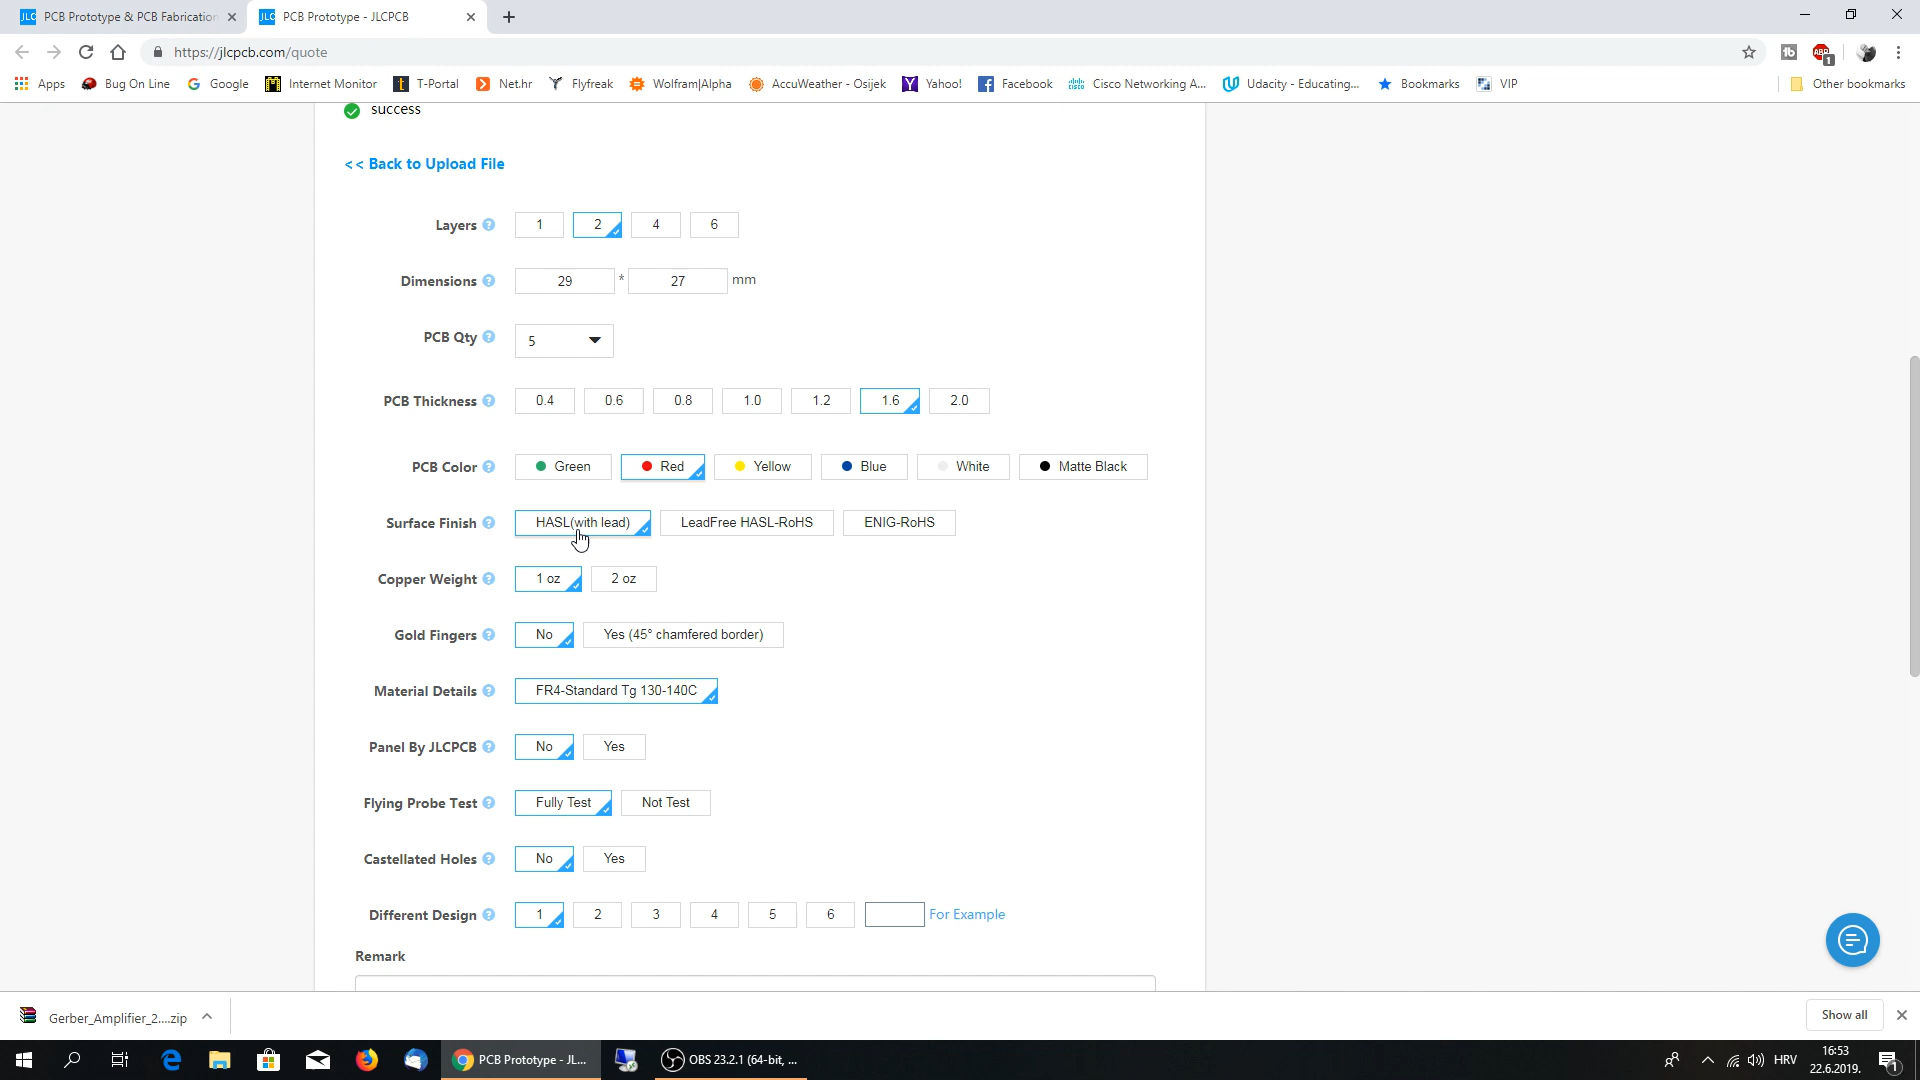 JLC PCB Prototype & PCB Fabrication
JLC PCB Prototype - JLCPCB
https://jlcpcb.com/quote
ABP 1
Apps Bug On Line Google Internet Monitor T-Portal Net.hr Flyfreak Wolfram|Alpha AccuWeather - Osijek Yahoo! Facebook Cisco Networking A... Udacity - Educating... Bookmarks VIP Other bookmarks
success
<< Back to Upload File
Layers ? 1 2 4 6
Dimensions ? 29 * 27 mm
PCB Qty ? 5
PCB Thickness ? 0.4 0.6 0.8 1.0 1.2 1.6 2.0
PCB Color ? Green Red Yellow Blue White Matte Black
Surface Finish ? HASL(with lead) LeadFree HASL-RoHS ENIG-RoHS
Copper Weight ? 1 oz 2 oz
Gold Fingers ? No Yes (45° chamfered border)
Material Details ? FR4-Standard Tg 130-140C
Panel By JLCPCB ? No Yes
Flying Probe Test ? Fully Test Not Test
Castellated Holes ? No Yes
Different Design ? 1 2 3 4 5 6 For Example
Remark
Gerber_Amplifier_2....zip
Show all
PCB Prototype - JL...
OBS 23.2.1 (64-bit, ...
HRV
16:53
22.6.2019.
1